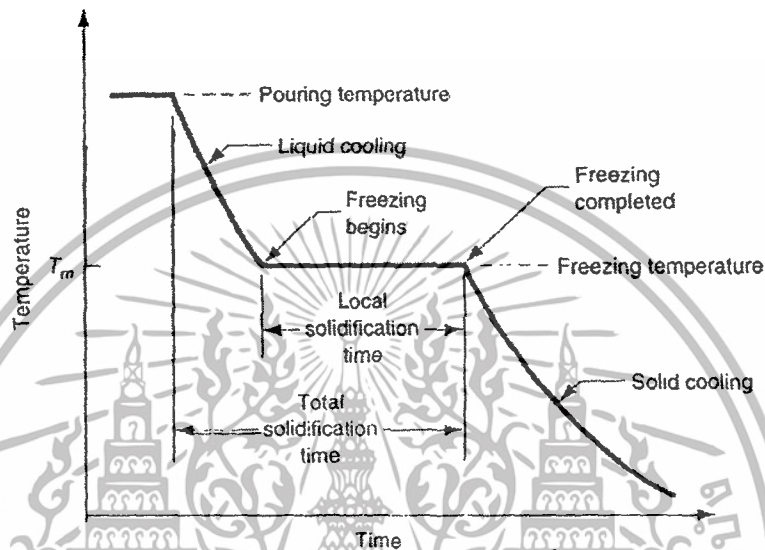 Pouring temperature
Liquid cooling
Freezing
begins
Freezing
completed
Temperature
Tm
Freezing temperature
Local
solidification
time
Solid cooling
Total
solidification
time
Time